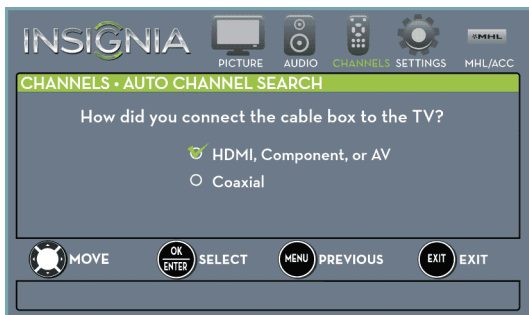 INSIGNIA
PICTURE AUDIO CHANNELS SETTINGS MHL/ACC
MHL
CHANNELS • AUTO CHANNEL SEARCH
How did you connect the cable box to the TV?
HDMI, Component, or AV
Coaxial
MOVE OK ENTER SELECT MENU PREVIOUS EXIT EXIT